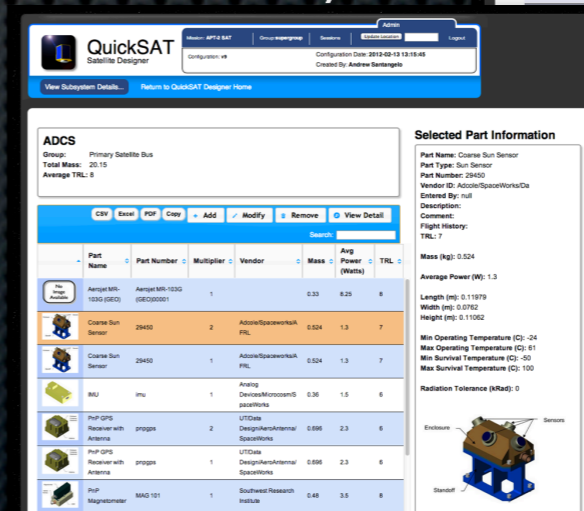 QuickSAT
Satellite Designer
Admin
Mission: APT-2 SAT
Group: supergroup
Sessions
Update Location
Logout
Configuration: v9
Configuration Date: 2012-02-13 13:15:45
Created By: Andrew Santangelo
View Subsystem Details...
Return to QuickSAT Designer Home
ADCS
Group: Primary Satellite Bus
Total Mass: 20.15
Average TRL: 8
CSV Excel PDF Copy + Add Modify Remove View Detail
Search:
Part Name Part Number Multiplier Vendor Mass Avg Power (Watts) TRL
No Image Available Aerojet MR-103G (GEO) Aerojet MR-103G (GEO)00001 1 0.33 8.25 8
Coarse Sun Sensor 29450 2 Adcole/Spaceworks/AFRL 0.524 1.3 7
Coarse Sun Sensor 29450 1 Adcole/Spaceworks/AFRL 0.524 1.3 7
IMU imu 1 Analog Devices/Microcosm/SpaceWorks 0.36 1.5 6
PnP GPS Receiver with Antenna pnpgps 2 UT/Data Design/AeroAntenna/SpaceWorks 0.696 2.3 6
PnP GPS Receiver with Antenna pnpgps 1 UT/Data Design/AeroAntenna/SpaceWorks 0.696 2.3 6
PnP Magnetometer MAG 101 1 Southwest Research Institute 0.48 3.5 8
Selected Part Information
Part Name: Coarse Sun Sensor
Part Type: Sun Sensor
Part Number: 29450
Vendor ID: Adcole/SpaceWorks/Da
Entered By: null
Description:
Comment:
Flight History:
TRL: 7
Mass (kg): 0.524
Average Power (W): 1.3
Length (m): 0.11979
Width (m): 0.0762
Height (m): 0.11062
Min Operating Temperature (C): -24
Max Operating Temperature (C): 61
Min Survival Temperature (C): -50
Max Survival Temperature (C): 100
Radiation Tolerance (kRad): 0
Sensors
Enclosure
Standoff